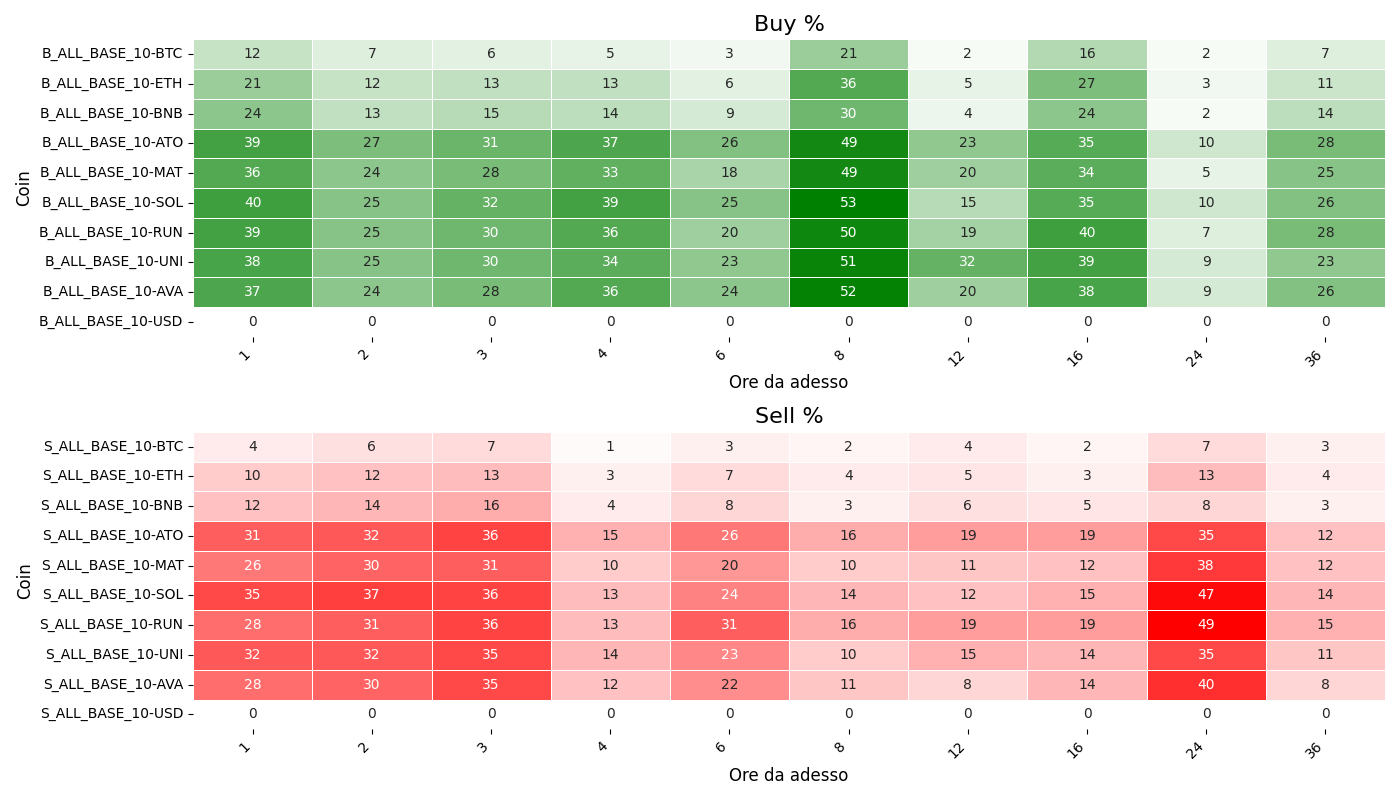 Buy %
Coin
B_ALL_BASE_10-BTC 12 7 6 5 3 21 2 16 2 7
B_ALL_BASE_10-ETH 21 12 13 13 6 36 5 27 3 11
B_ALL_BASE_10-BNB 24 13 15 14 9 30 4 24 2 14
B_ALL_BASE_10-ATO 39 27 31 37 26 49 23 35 10 28
B_ALL_BASE_10-MAT 36 24 28 33 18 49 20 34 5 25
B_ALL_BASE_10-SOL 40 25 32 39 25 53 15 35 10 26
B_ALL_BASE_10-RUN 39 25 30 36 20 50 19 40 7 28
B_ALL_BASE_10-UNI 38 25 30 34 23 51 32 39 9 23
B_ALL_BASE_10-AVA 37 24 28 36 24 52 20 38 9 26
B_ALL_BASE_10-USD 0 0 0 0 0 0 0 0 0 0
1 2 3 4 6 8 12 16 24 36
Ore da adesso
Sell %
Coin
S_ALL_BASE_10-BTC 4 6 7 1 3 2 4 2 7 3
S_ALL_BASE_10-ETH 10 12 13 3 7 4 5 3 13 4
S_ALL_BASE_10-BNB 12 14 16 4 8 3 6 5 8 3
S_ALL_BASE_10-ATO 31 32 36 15 26 16 19 19 35 12
S_ALL_BASE_10-MAT 26 30 31 10 20 10 11 12 38 12
S_ALL_BASE_10-SOL 35 37 36 13 24 14 12 15 47 14
S_ALL_BASE_10-RUN 28 31 36 13 31 16 19 19 49 15
S_ALL_BASE_10-UNI 32 32 35 14 23 10 15 14 35 11
S_ALL_BASE_10-AVA 28 30 35 12 22 11 8 14 40 8
S_ALL_BASE_10-USD 0 0 0 0 0 0 0 0 0 0
1 2 3 4 6 8 12 16 24 36
Ore da adesso